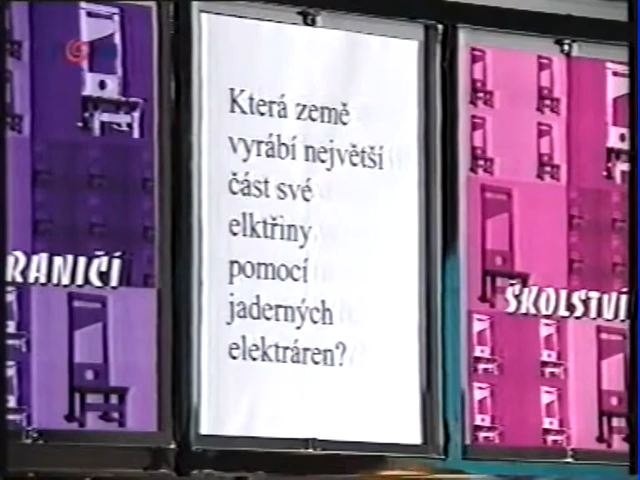 RANIČÍ
Která země
vyrábí největší
část své
elktřiny
pomocí
jaderných
elektráren?
ŠKOLSTVÍ